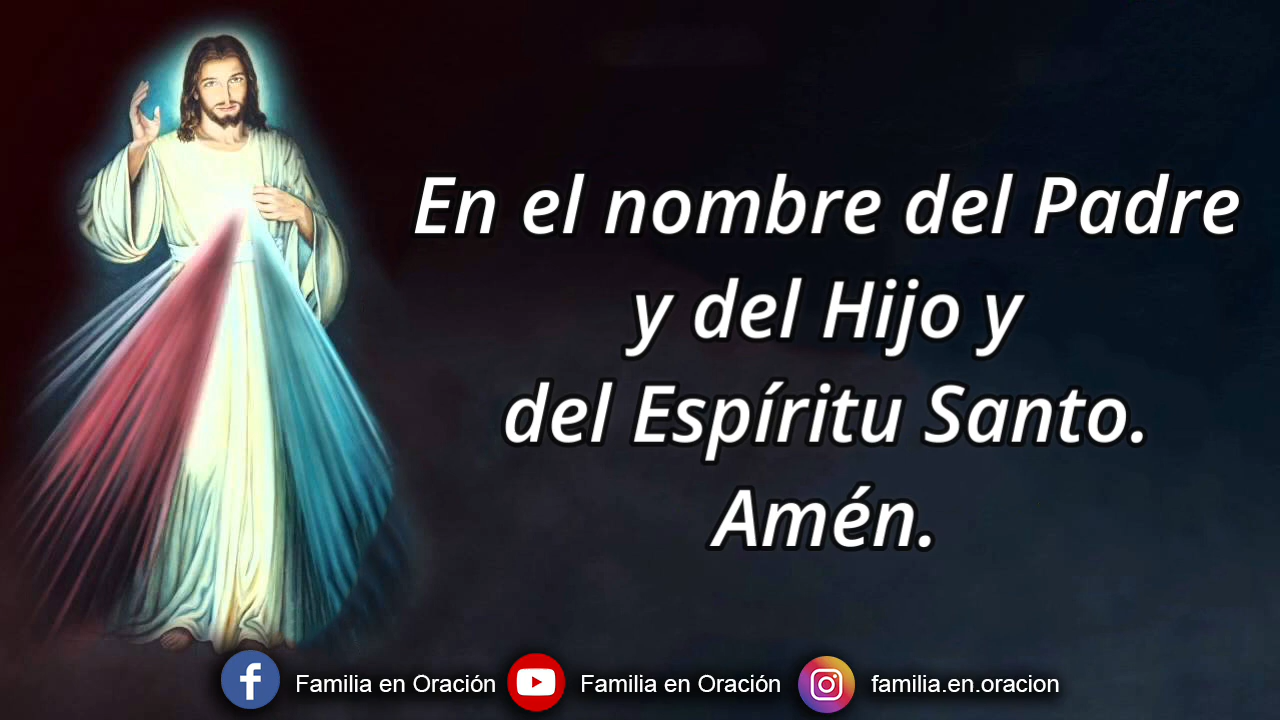 En el nombre del Padre
y del Hijo y
del Espíritu Santo.
Amén.
Familia en Oración Familia en Oración familia.en.oracion